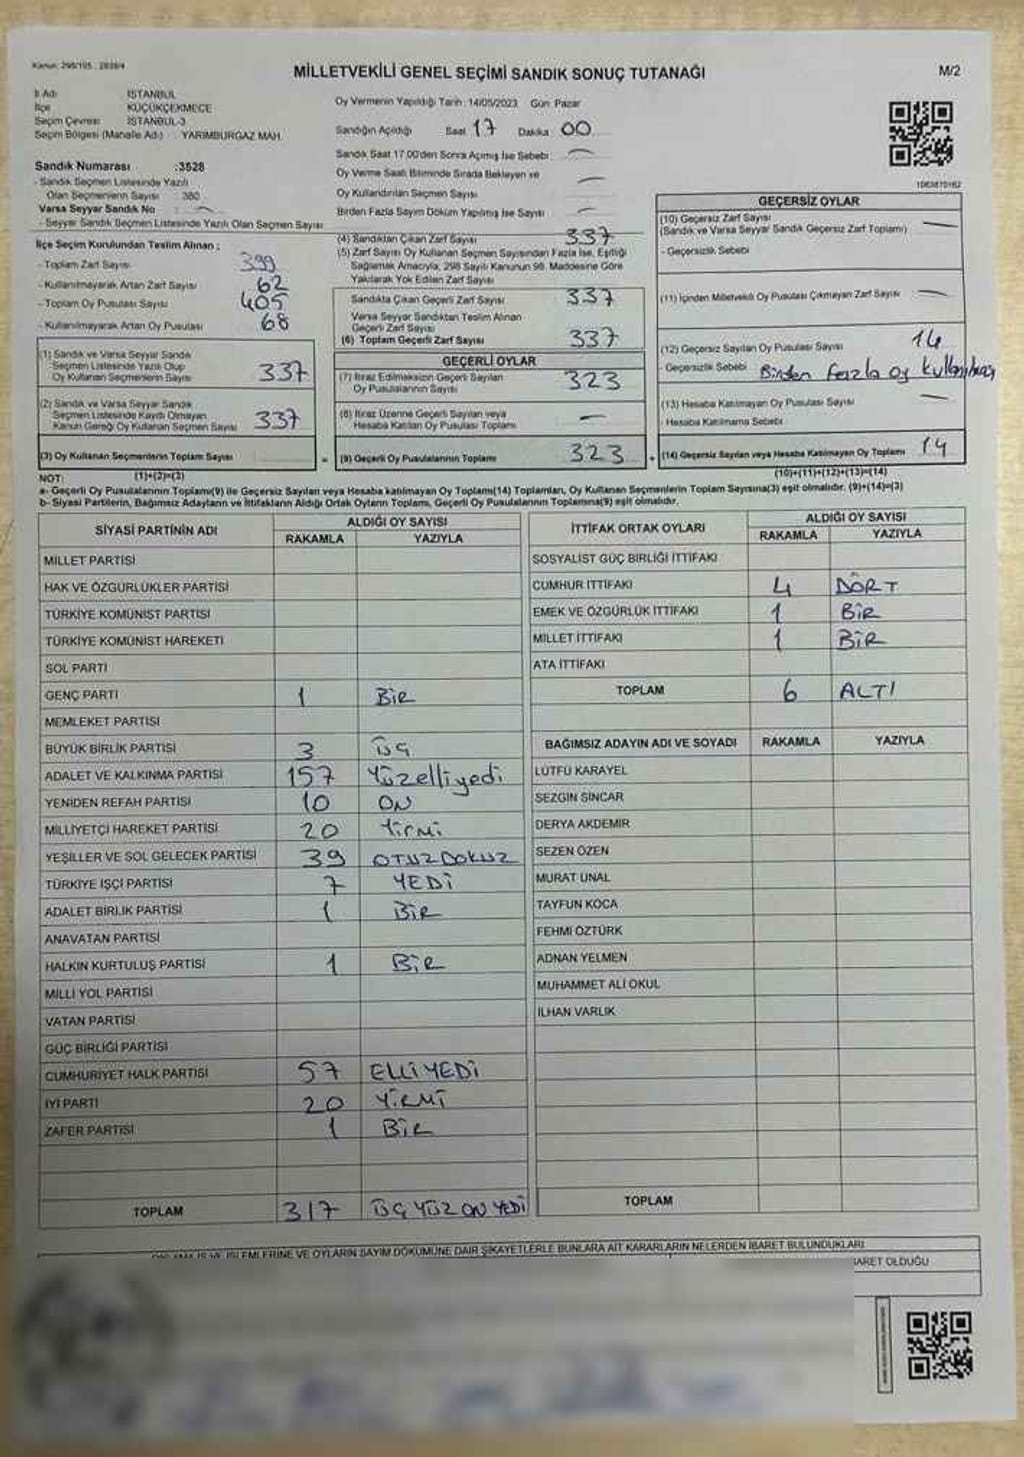 Kanun: 298/105 : 2839/4
MİLLETVEKİLİ GENEL SEÇİMİ SANDIK SONUÇ TUTANAĞI
M/2
İl Adı İSTANBUL
İlçe KÜÇÜKÇEKMECE
Seçim Çevresi İSTANBUL-3
Seçim Bölgesi (Mahalle Adı) : YARIMBURGAZ MAH.
Sandık Numarası :3528
- Sandık Seçmen Listesinde Yazılı
Olan Seçmenlerin Sayısı : 380
Varsa Seyyar Sandık No : —
- Seyyar Sandık Seçmen Listesinde Yazılı Olan Seçmen Sayısı
Oy Vermenin Yapıldığı Tarih :14/05/2023 Gün: Pazar
Sandığın Açıldığı Saat 17 Dakika 00
Sandık Saat 17.00'den Sonra Açılmış İse Sebebi: —
Oy Verme Saati Bitiminde Sırada Bekleyen ve —
Oy Kullandırılan Seçmen Sayısı
Birden Fazla Sayım Döküm Yapılmış İse Sayısı —
1083870162
İlçe Seçim Kurulundan Teslim Alınan ;
- Toplam Zarf Sayısı 399
- Kullanılmayarak Artan Zarf Sayısı 62
- Toplam Oy Pusulası Sayısı 405
- Kullanılmayarak Artan Oy Pusulası 68
(1) Sandık ve Varsa Seyyar Sandık
Seçmen Listesinde Yazılı Olup
Oy Kullanan Seçmenlerin Sayısı 337
(2) Sandık ve Varsa Seyyar Sandık
Seçmen Listesinde Kayıtlı Olmayan
Kanun Gereği Oy Kullanan Seçmen Sayısı 337
(3) Oy Kullanan Seçmenlerin Toplam Sayısı =
(4) Sandıktan Çıkan Zarf Sayısı 337
(5) Zarf Sayısı Oy Kullanan Seçmen Sayısından Fazla İse, Eşitliği
Sağlamak Amacıyla, 298 Sayılı Kanunun 98. Maddesine Göre
Yakılarak Yok Edilen Zarf Sayısı
Sandıkta Çıkan Geçerli Zarf Sayısı 337
Varsa Seyyar Sandıktan Teslim Alınan
Geçerli Zarf Sayısı
(6) Toplam Geçerli Zarf Sayısı 337
GEÇERLİ OYLAR
(7) İtiraz Edilmeksizin Geçerli Sayılan
Oy Pusulalarının Sayısı 323
(8) İtiraz Üzerine Geçerli Sayılan veya
Hesaba Katılan Oy Pusulaları Toplamı —
(9) Geçerli Oy Pusulalarının Toplamı 323 +
GEÇERSİZ OYLAR
(10) Geçersiz Zarf Sayısı
(Sandık ve Varsa Seyyar Sandık Geçersiz Zarf Toplamı) —
- Geçersizlik Sebebi
(11) İçinden Milletvekili Oy Pusulası Çıkmayan Zarf Sayısı —
(12) Geçersiz Sayılan Oy Pusulası Sayısı 14
- Geçersizlik Sebebi Birden fazla oy kullanılması
(13) Hesaba Katılmayan Oy Pusulası Sayısı —
- Hesaba Katılmama Sebebi
(14) Geçersiz Sayılan veya Hesaba Katılmayan Oy Toplamı 14
NOT: (1)+(2)=(3) (10)+(11)+(12)+(13)=(14)
a- Geçerli Oy Pusulalarının Toplamı(9) ile Geçersiz Sayılan veya Hesaba katılmayan Oy Toplamı(14) Toplamları, Oy Kullanan Seçmenlerin Toplam Sayısına(3) eşit olmalıdır. (9)+(14)=(3)
b- Siyasi Partilerin, Bağımsız Adayların ve İttifakların Aldığı Ortak Oyların Toplamı, Geçerli Oy Pusulalarının Toplamına(9) eşit olmalıdır.
SİYASİ PARTİNİN ADI ALDIĞI OY SAYISI
RAKAMLA YAZIYLA
MİLLET PARTİSİ
HAK VE ÖZGÜRLÜKLER PARTİSİ
TÜRKİYE KOMÜNİST PARTİSİ
TÜRKİYE KOMÜNİST HAREKETİ
SOL PARTİ
GENÇ PARTİ 1 BİR
MEMLEKET PARTİSİ
BÜYÜK BİRLİK PARTİSİ 3 ÜÇ
ADALET VE KALKINMA PARTİSİ 157 Yüzelliyedi
YENİDEN REFAH PARTİSİ 10 ON
MİLLİYETÇİ HAREKET PARTİSİ 20 Yirmi
YEŞİLLER VE SOL GELECEK PARTİSİ 39 OTUZDOKUZ
TÜRKİYE İŞÇİ PARTİSİ 7 YEDİ
ADALET BİRLİK PARTİSİ 1 BİR
ANAVATAN PARTİSİ
HALKIN KURTULUŞ PARTİSİ 1 BİR
MİLLİ YOL PARTİSİ
VATAN PARTİSİ
GÜÇ BİRLİĞİ PARTİSİ
CUMHURİYET HALK PARTİSİ 57 ELLİYEDİ
İYİ PARTİ 20 YİRMİ
ZAFER PARTİSİ 1 BİR
TOPLAM 317 ÜÇ YÜZ ON YEDİ
İTTİFAK ORTAK OYLARI ALDIĞI OY SAYISI
RAKAMLA YAZIYLA
SOSYALİST GÜÇ BİRLİĞİ İTTİFAKI
CUMHUR İTTİFAKI 4 DÖRT
EMEK VE ÖZGÜRLÜK İTTİFAKI 1 BİR
MİLLET İTTİFAKI 1 BİR
ATA İTTİFAKI
TOPLAM 6 ALTI
BAĞIMSIZ ADAYIN ADI VE SOYADI RAKAMLA YAZIYLA
LÜTFÜ KARAYEL
SEZGİN SİNCAR
DERYA AKDEMİR
SEZEN ÖZEN
MURAT ÜNAL
TAYFUN KOCA
FEHMİ ÖZTÜRK
ADNAN YELMEN
MUHAMMET ALİ OKUL
İLHAN VARLIK
TOPLAM
İŞLEMLERİNE VE OYLARIN SAYIM DÖKÜMÜNE DAİR ŞİKAYETLERLE BUNLARA AİT KARARLARIN NELERDEN İBARET BULUNDUKLARI
BARET OLDUĞU